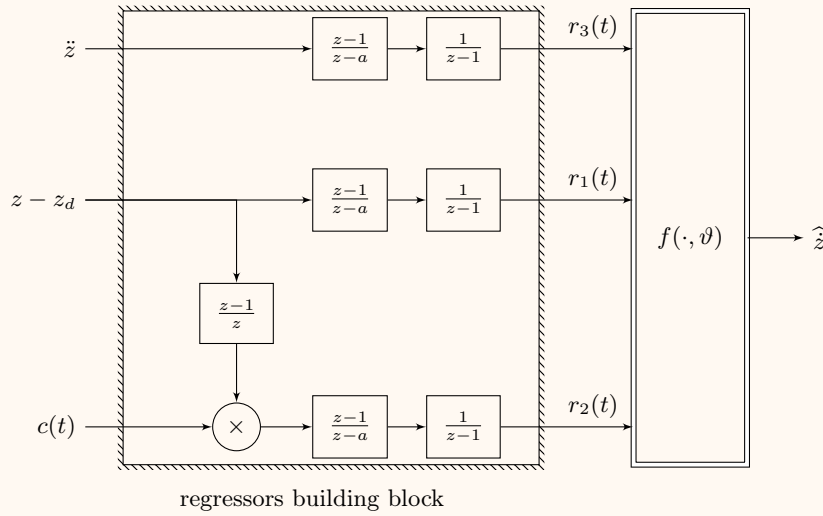 z̈ (z−1)/(z−a) 1/(z−1) r₃(t)
z − z_d (z−1)/(z−a) 1/(z−1) r₁(t)
f(·, ϑ) ż̂
(z−1)/z
c(t) × (z−1)/(z−a) 1/(z−1) r₂(t)
regressors building block